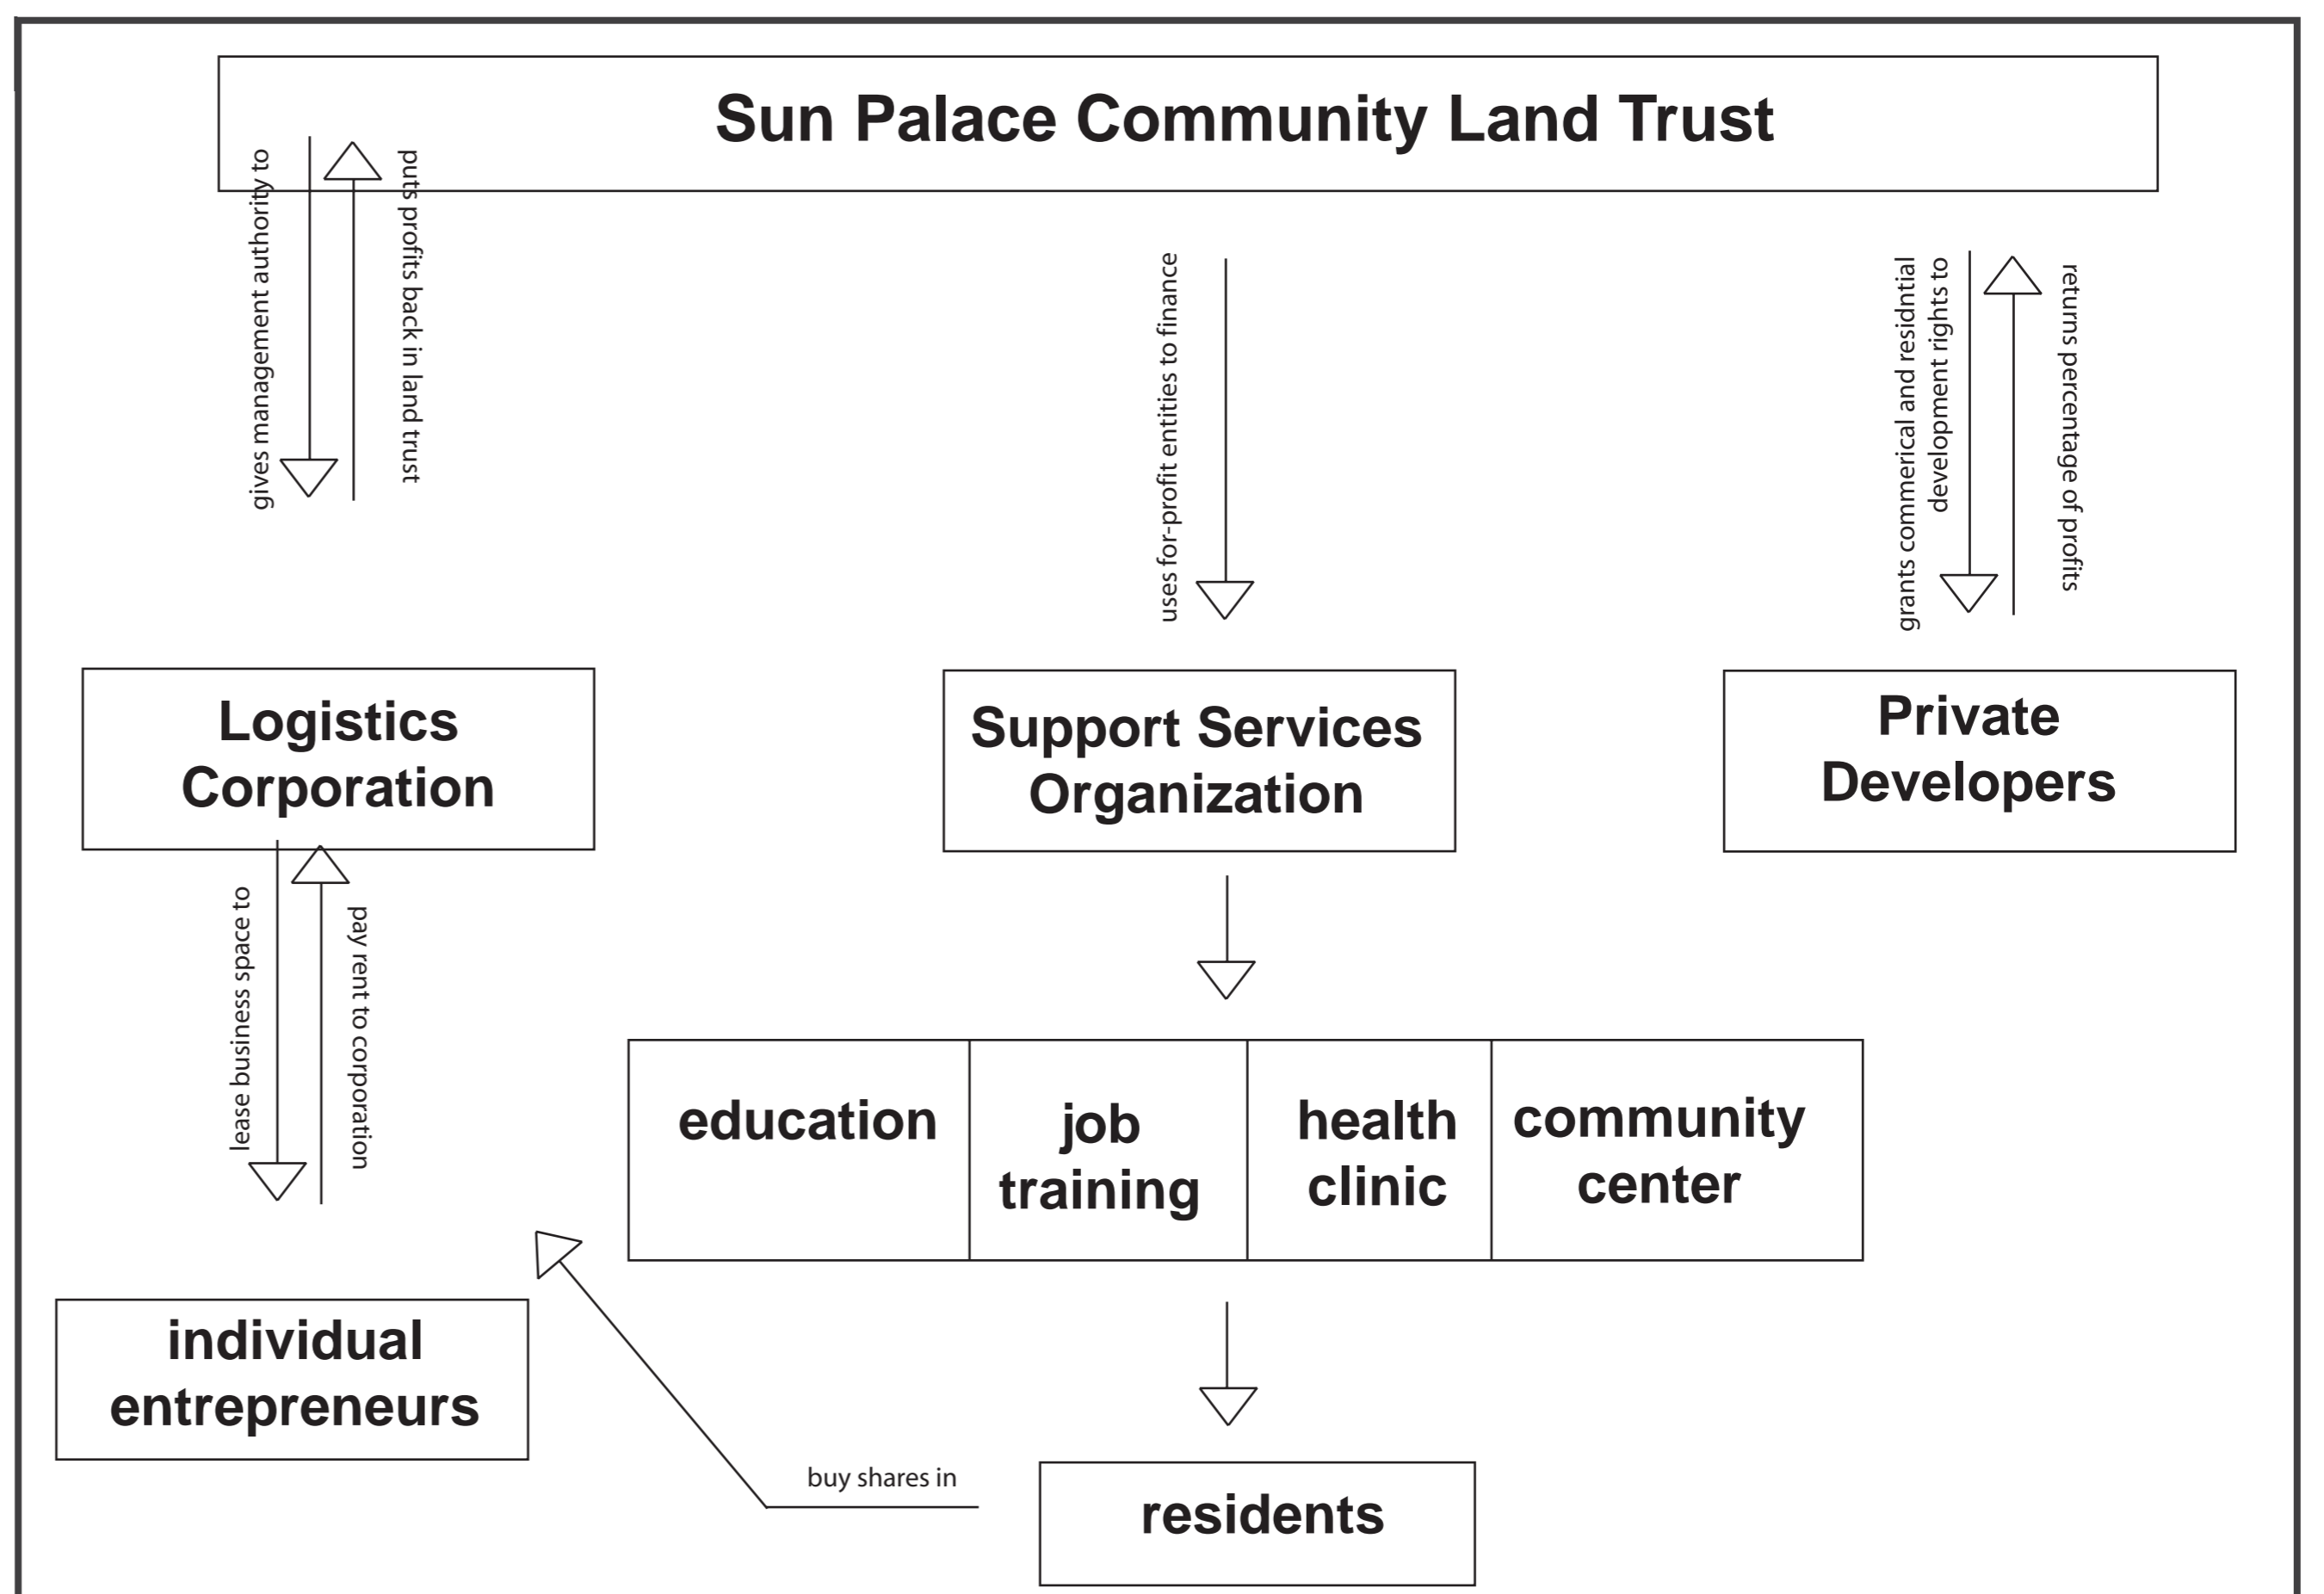 Sun Palace Community Land Trust
gives management authority to
puts profits back in land trust
uses for-profit entities to finance
grants commerical and residntial
development rights to
returns percentage of profits
Logistics
Corporation
Support Services
Organization
Private
Developers
lease business space to
pay rent to corporation
education
job
training
health
clinic
community
center
individual
entrepreneurs
buy shares in
residents